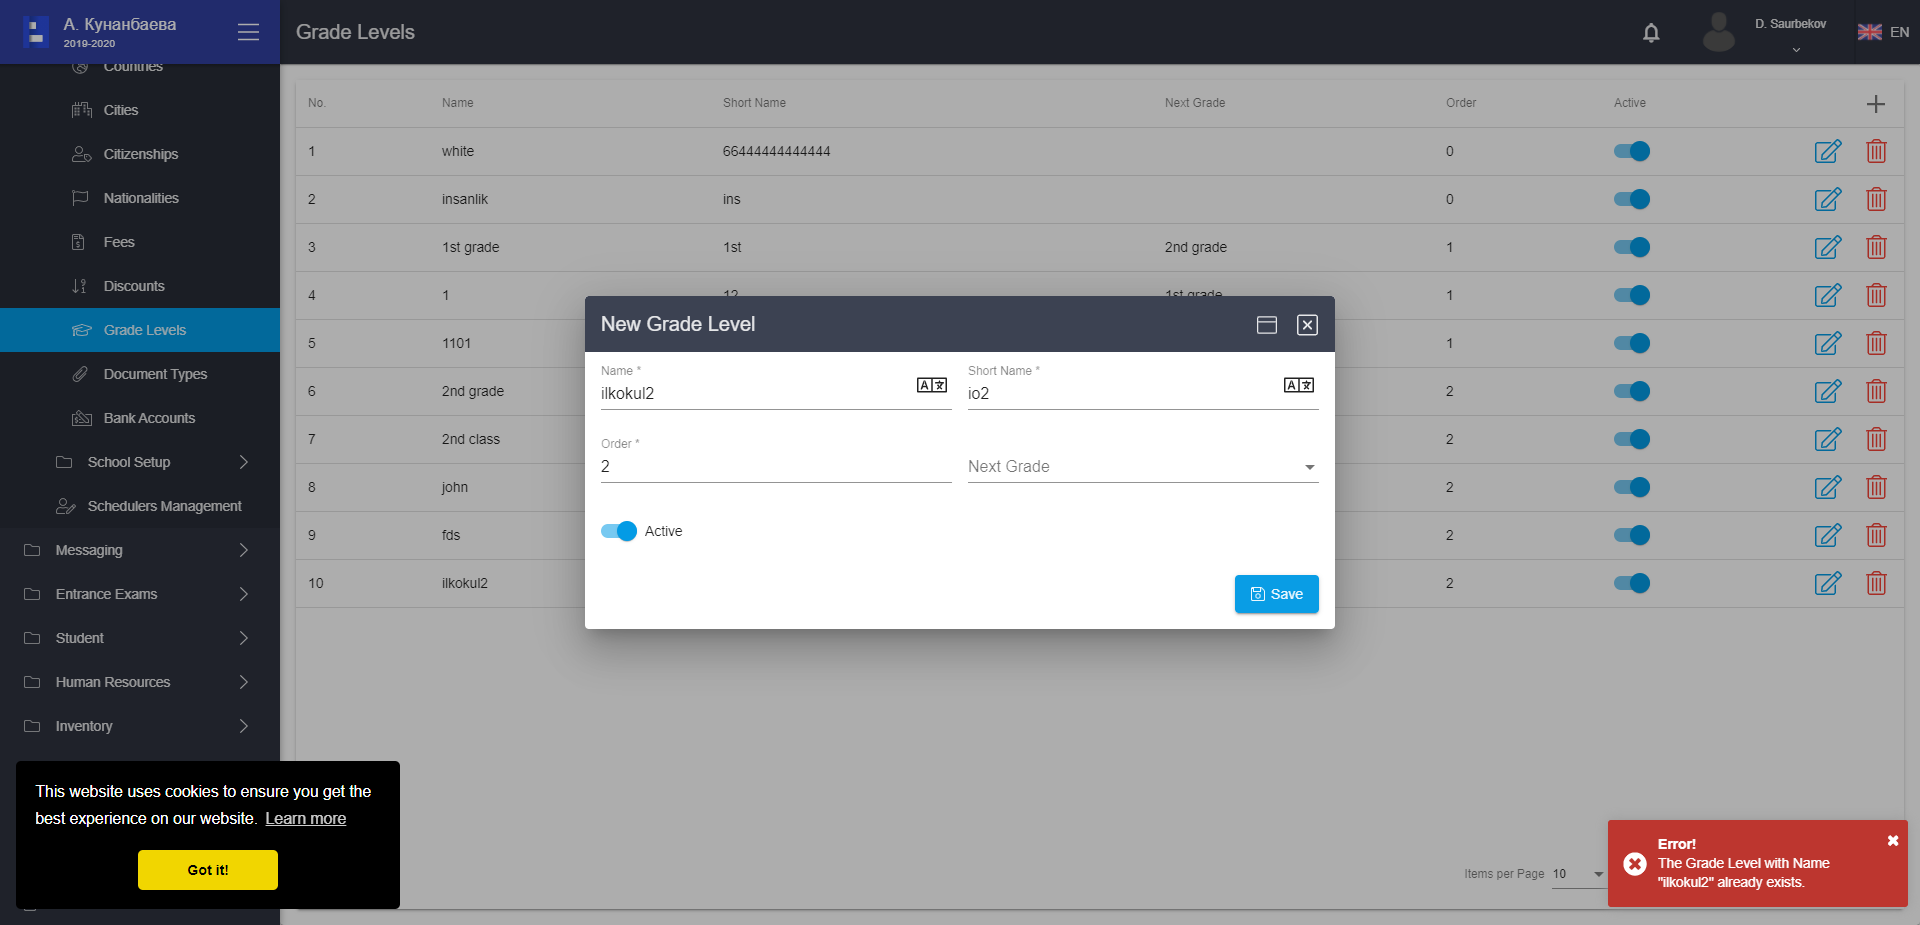 А. Кунанбаева
2019-2020
Grade Levels
D. Saurbekov
EN
Countries
Cities
Citizenships
Nationalities
Fees
Discounts
Grade Levels
Document Types
Bank Accounts
School Setup
Schedulers Management
Messaging
Entrance Exams
Student
Human Resources
Inventory
No. Name Short Name Next Grade Order Active
1 white 66444444444444 0
2 insanlik ins 0
3 1st grade 1st 2nd grade 1
4 1 12 1st grade 1
5 1101 1
6 2nd grade 2
7 2nd class 2
8 john 2
9 fds 2
10 ilkokul2 2
New Grade Level
Name * Short Name *
ilkokul2 io2
Order *
2 Next Grade
Active
Save
This website uses cookies to ensure you get the
best experience on our website. Learn more
Got it!
Items per Page 10
Error!
The Grade Level with Name
"ilkokul2" already exists.